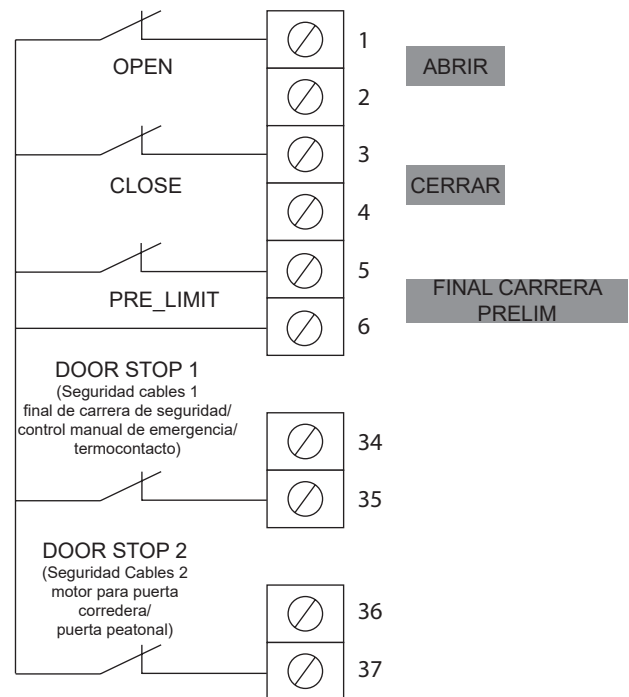 OPEN
1
ABRIR
2
CLOSE
3
CERRAR
4
PRE_LIMIT
5
FINAL CARRERA
PRELIM
6
DOOR STOP 1
(Seguridad cables 1
final de carrera de seguridad/
control manual de emergencia/
termocontacto)
34
35
DOOR STOP 2
(Seguridad Cables 2
motor para puerta
corredera/
puerta peatonal)
36
37